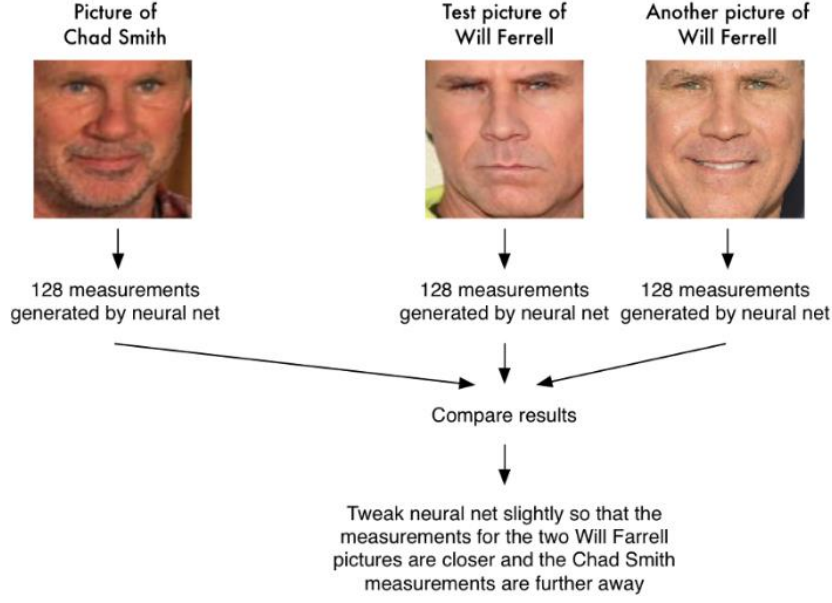 Picture of
Chad Smith
Test picture of
Will Ferrell
Another picture of
Will Ferrell
128 measurements
generated by neural net
128 measurements
generated by neural net
128 measurements
generated by neural net
Compare results
Tweak neural net slightly so that the
measurements for the two Will Farrell
pictures are closer and the Chad Smith
measurements are further away